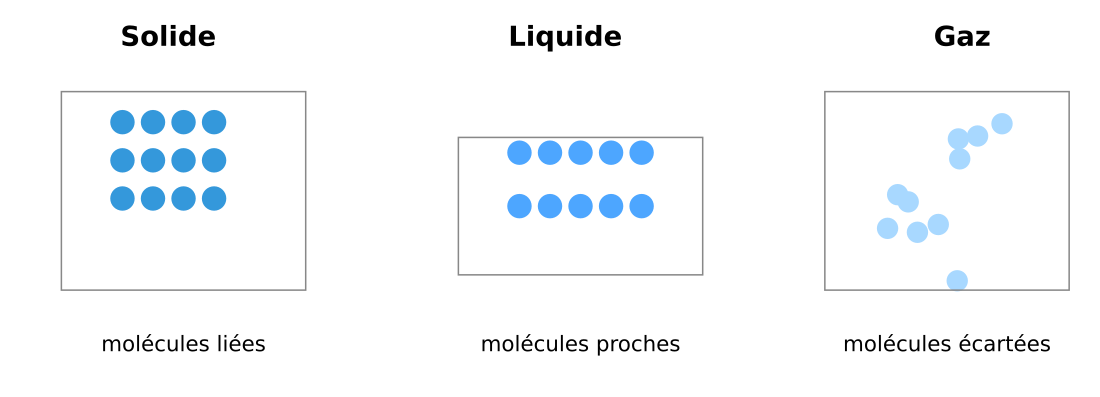 Solide
Liquide
Gaz
molécules liées
molécules proches
molécules écartées